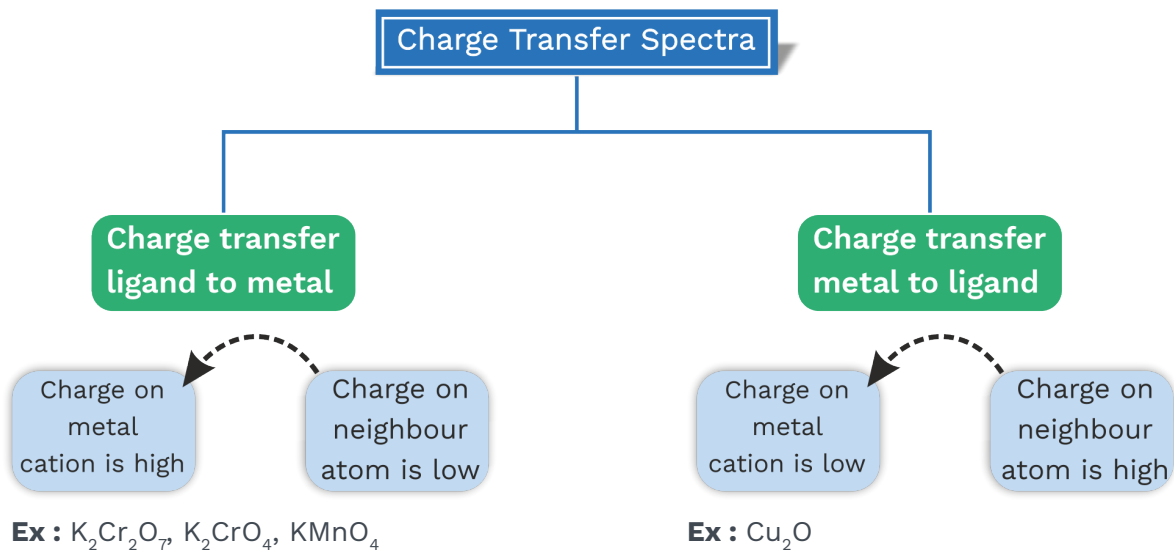 Charge Transfer Spectra
Charge transfer
ligand to metal
Charge transfer
metal to ligand
Charge on
metal
cation is high
Charge on
neighbour
atom is low
Charge on
metal
cation is low
Charge on
neighbour
atom is high
Ex : K₂Cr₂O₇, K₂CrO₄, KMnO₄
Ex : Cu₂O